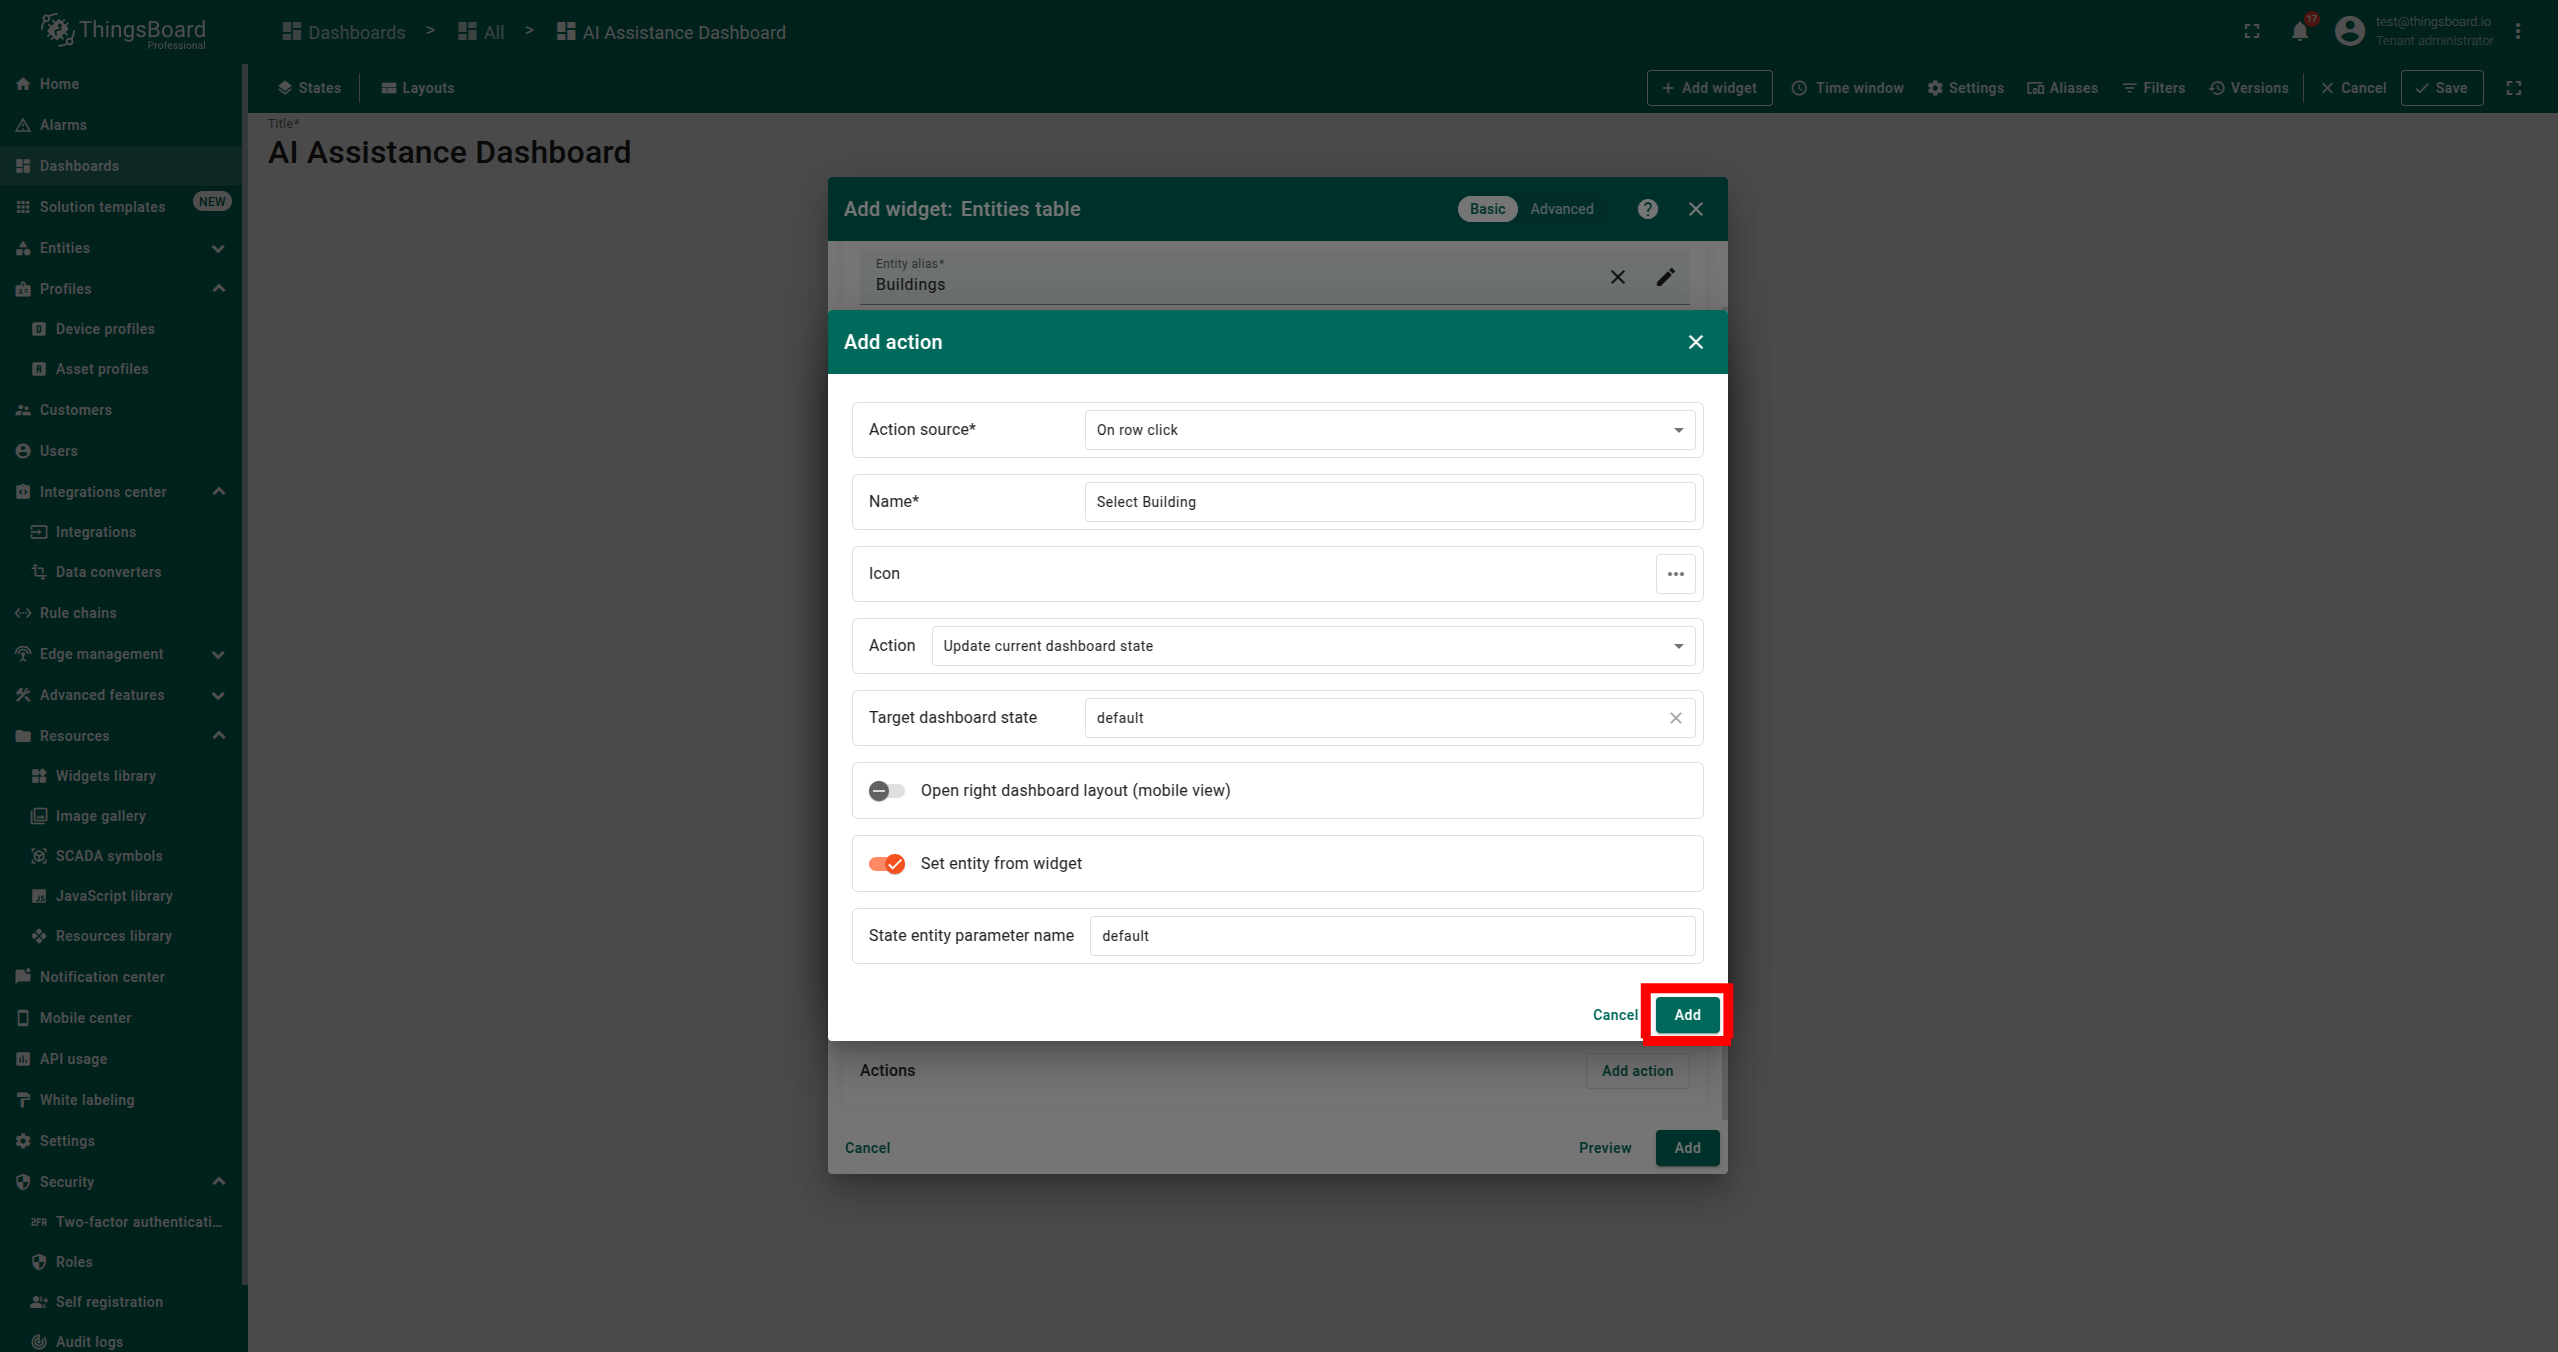 ThingsBoard
Professional
Dashboards > All > AI Assistance Dashboard
17
test@thingsboard.io
Tenant administrator
States
Layouts
Add widget
Time window
Settings
Aliases
Filters
Versions
Cancel
Save
Title*
AI Assistance Dashboard
Home
Alarms
Dashboards
Solution templates
NEW
Entities
Profiles
Device profiles
Asset profiles
Customers
Users
Integrations center
Integrations
Data converters
Rule chains
Edge management
Advanced features
Resources
Widgets library
Image gallery
SCADA symbols
JavaScript library
Resources library
Notification center
Mobile center
API usage
White labeling
Settings
Security
2FA
Two-factor authenticati...
Roles
Self registration
Audit logs
Add widget: Entities table
Basic
Advanced
Entity alias*
Buildings
Add action
Action source*
On row click
Name*
Select Building
Icon
Action
Update current dashboard state
Target dashboard state
default
Open right dashboard layout (mobile view)
Set entity from widget
State entity parameter name
default
Cancel
Add
Actions
Add action
Cancel
Preview
Add